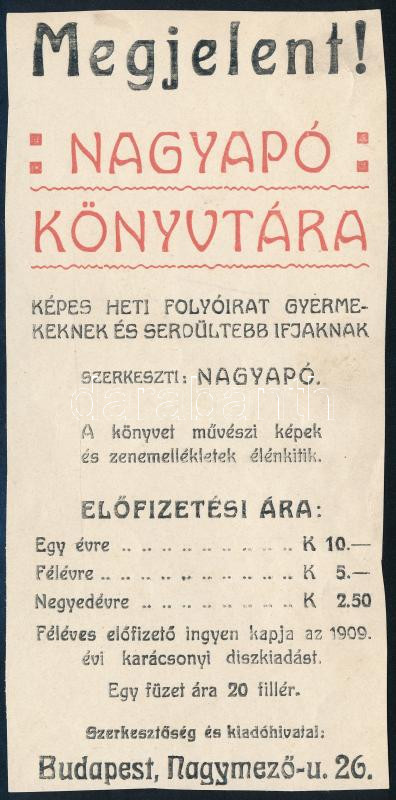 Megjelent!
NAGYAPÓ
KÖNYVTÁRA
KÉPES HETI FOLYÓIRAT GYERME-
KEKNEK ÉS SERDÜLTEBB IFJAKNAK
SZERKESZTI: NAGYAPÓ.
A könyvet művészi képek
és zenemellékletek élénkitik.
ELŐFIZETÉSI ÁRA:
Egy évre .. .. .. .. .. .. .. .. K 10.—
Félévre .. .. .. .. .. .. .. .. K 5.—
Negyedévre .. .. .. .. .. .. .. K 2.50
Féléves előfizető ingyen kapja az 1909.
évi karácsonyi diszkiadást.
Egy füzet ára 20 fillér.
Szerkesztőség és kiadóhivatal:
Budapest, Nagymező-u. 26.